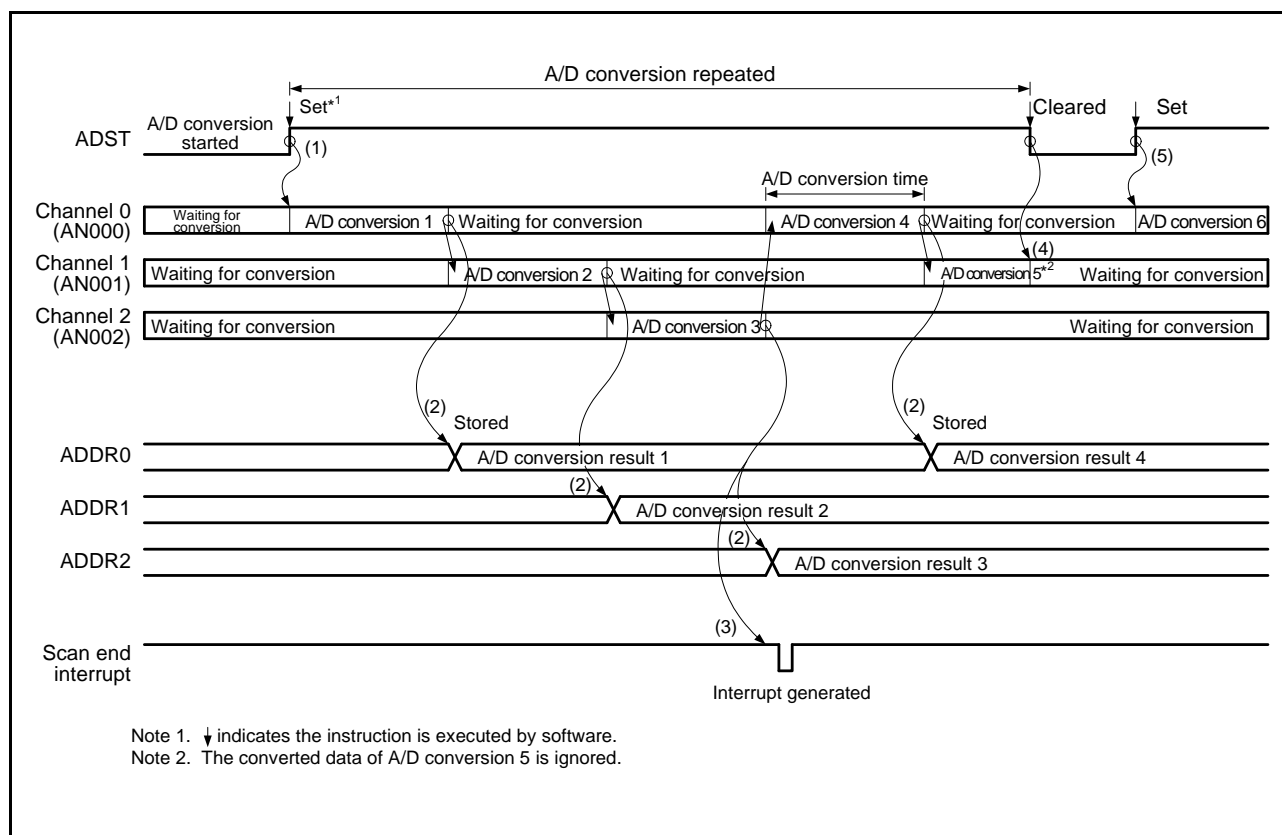 A/D conversion repeated
Set*1
Cleared
Set
ADST
A/D conversion
started
(1)
(5)
A/D conversion time
Channel 0
(AN000)
Waiting for
conversion
A/D conversion 1
Waiting for conversion
A/D conversion 4
Waiting for conversion
A/D conversion 6
(4)
Channel 1
(AN001)
Waiting for conversion
A/D conversion 2
Waiting for conversion
A/D conversion 5*2
Waiting for conversion
Channel 2
(AN002)
Waiting for conversion
A/D conversion 3
Waiting for conversion
(2)
Stored
(2)
Stored
ADDR0
A/D conversion result 1
A/D conversion result 4
(2)
ADDR1
A/D conversion result 2
(2)
ADDR2
A/D conversion result 3
(3)
Scan end
interrupt
Interrupt generated
Note 1. ↓ indicates the instruction is executed by software.
Note 2. The converted data of A/D conversion 5 is ignored.